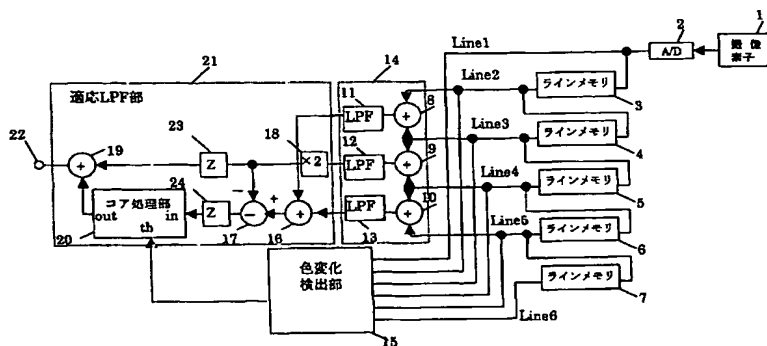 21
14
2
1
Line1
A/D
撮像
素子
適応LPF部
11
Line2
ラインメモリ
22
23
LPF
+
8
3
19
18
12
Line3
ラインメモリ
+
Z
×2
LPF
+
9
4
24
−
Line4
ラインメモリ
コア処理部
+
10
5
out
in
Z
−
+
LPF
+
Line5
ラインメモリ
th
20
17
16
13
6
色変化
検出部
ラインメモリ
7
Line6
15